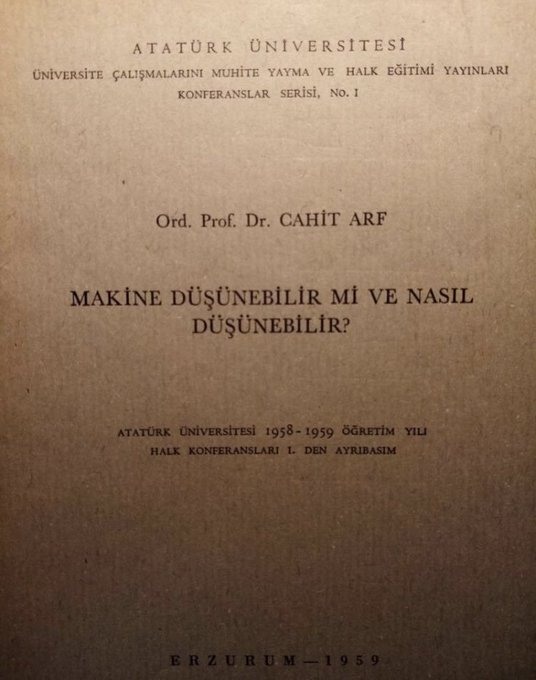 ATATÜRK ÜNİVERSİTESİ
ÜNİVERSİTE ÇALIŞMALARINI MUHİTE YAYMA VE HALK EĞİTİMİ YAYINLARI
KONFERANSLAR SERİSİ, No. I
Ord. Prof. Dr. CAHİT ARF
MAKİNE DÜŞÜNEBİLİR Mİ VE NASIL
DÜŞÜNEBİLİR?
ATATÜRK ÜNİVERSİTESİ 1958-1959 ÖĞRETİM YILI
HALK KONFERANSLARI I. DEN AYRIBASIM
ERZURUM—1959